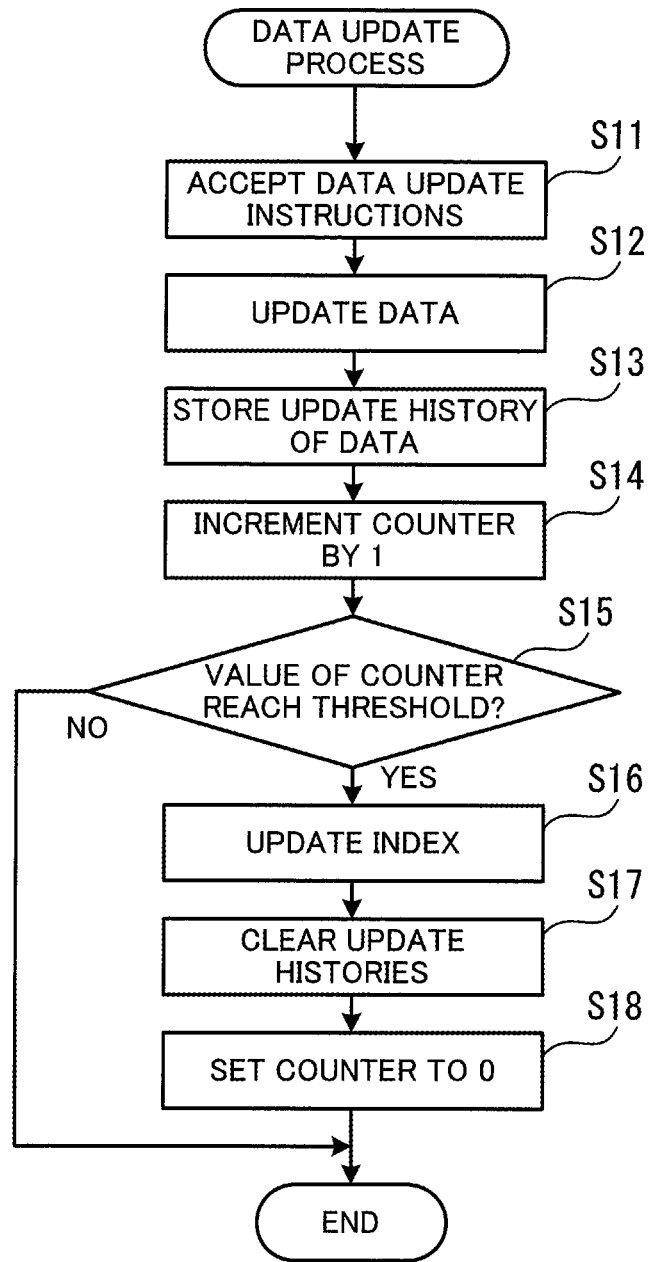 DATA UPDATE
PROCESS
S11
ACCEPT DATA UPDATE
INSTRUCTIONS
S12
UPDATE DATA
S13
STORE UPDATE HISTORY
OF DATA
S14
INCREMENT COUNTER
BY 1
S15
VALUE OF COUNTER
REACH THRESHOLD?
NO
YES
S16
UPDATE INDEX
S17
CLEAR UPDATE
HISTORIES
S18
SET COUNTER TO 0
END